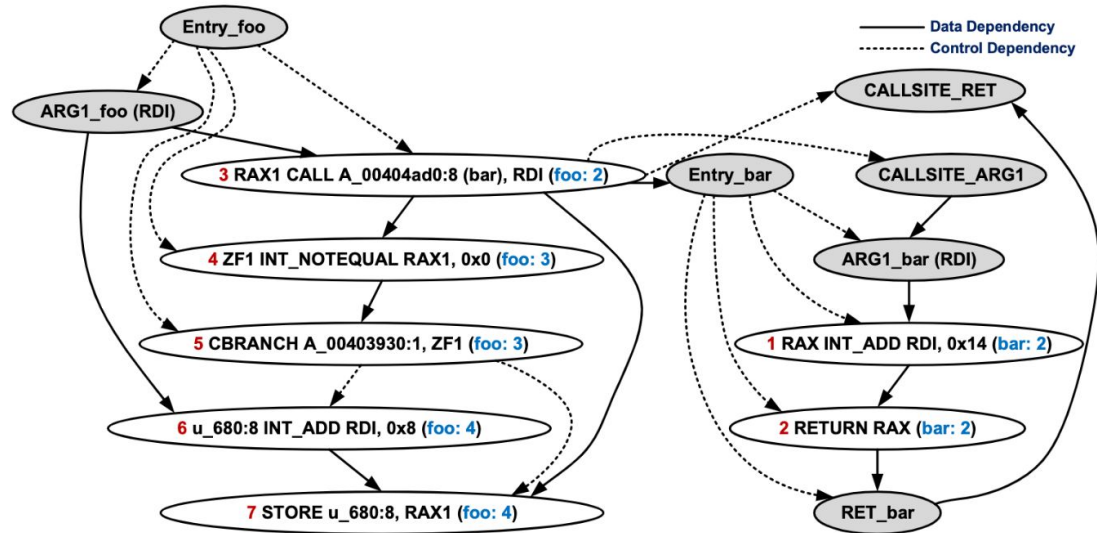 Entry_foo
Data Dependency
Control Dependency
ARG1_foo (RDI)
CALLSITE_RET
3 RAX1 CALL A_00404ad0:8 (bar), RDI (foo: 2)
Entry_bar
CALLSITE_ARG1
4 ZF1 INT_NOTEQUAL RAX1, 0x0 (foo: 3)
ARG1_bar (RDI)
5 CBRANCH A_00403930:1, ZF1 (foo: 3)
1 RAX INT_ADD RDI, 0x14 (bar: 2)
6 u_680:8 INT_ADD RDI, 0x8 (foo: 4)
2 RETURN RAX (bar: 2)
7 STORE u_680:8, RAX1 (foo: 4)
RET_bar